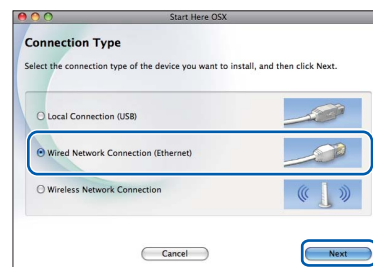 Start Here OSX
Connection Type
Select the connection type of the device you want to install, and then click Next.
Local Connection (USB)
Wired Network Connection (Ethernet)
Wireless Network Connection
Cancel
Next